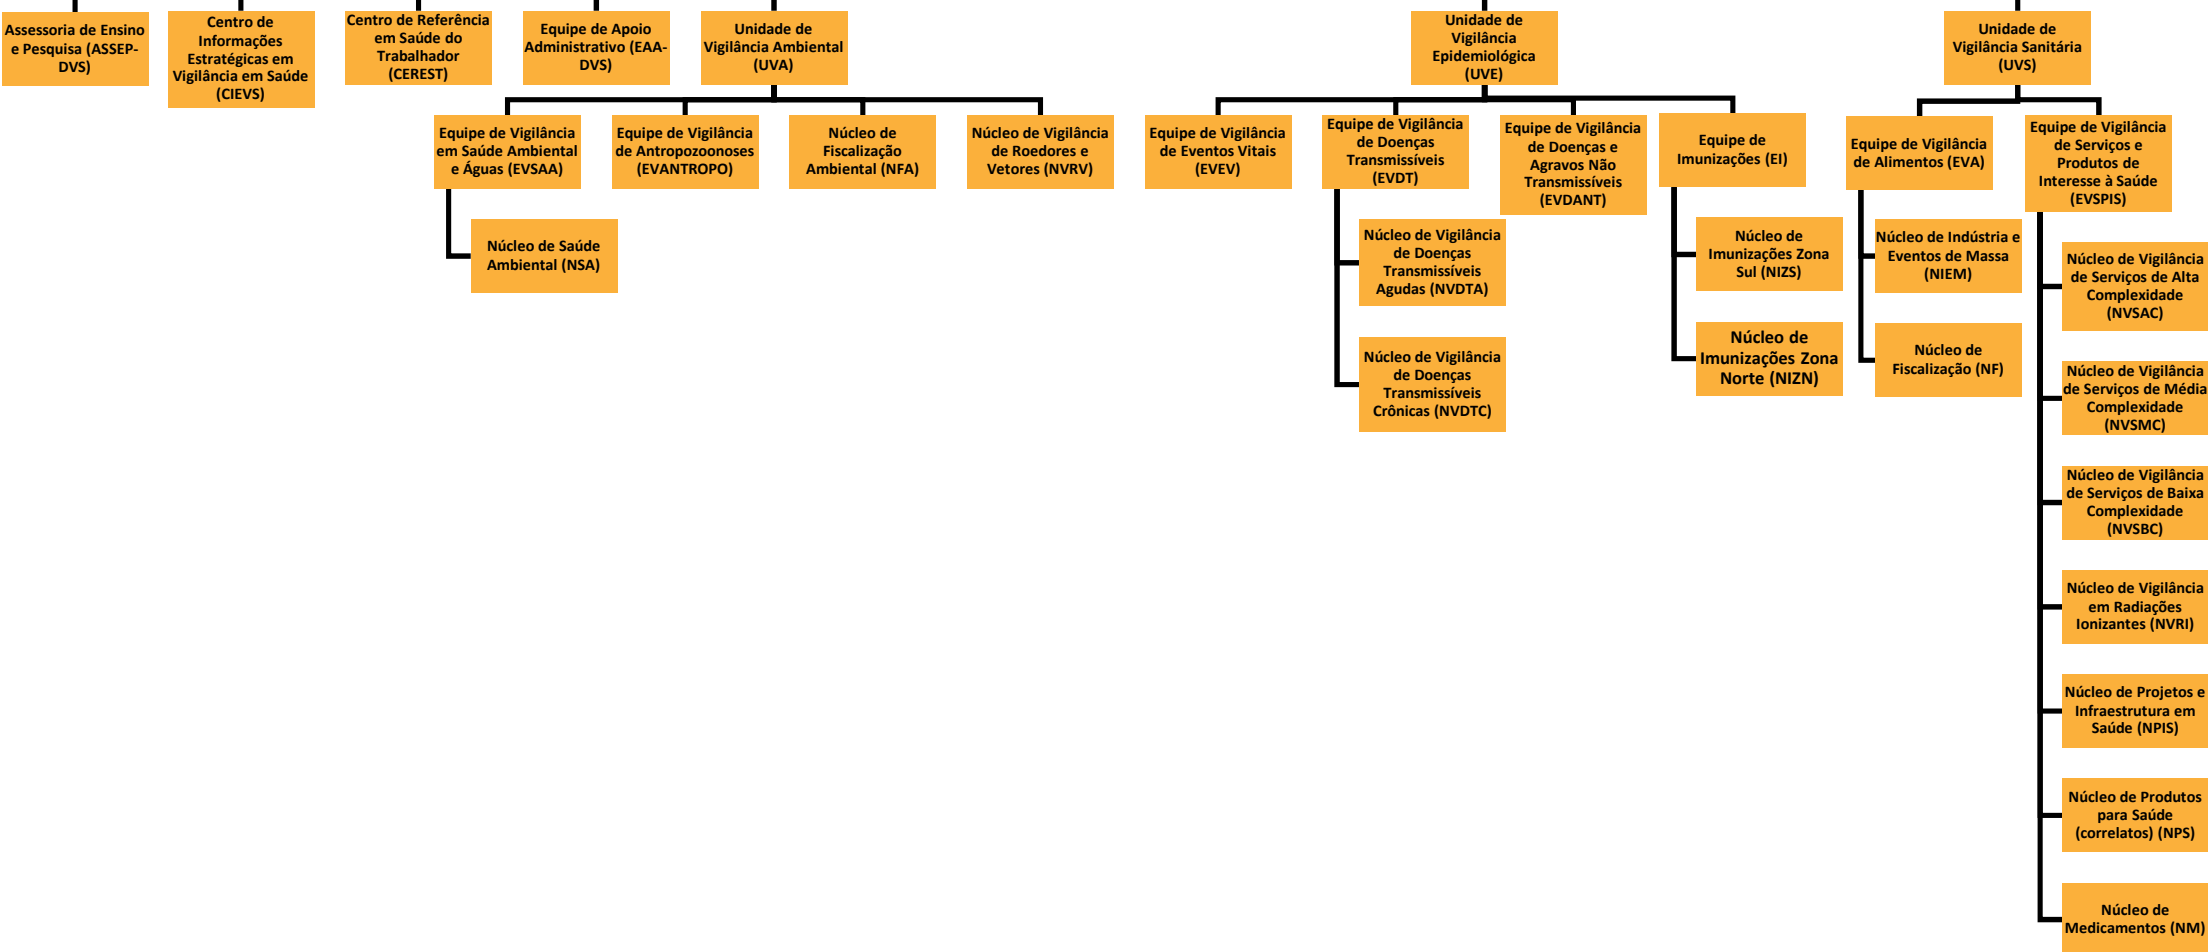 Assessoria de Ensino
e Pesquisa (ASSEP-
DVS)
Centro de
Informações
Estratégicas em
Vigilância em Saúde
(CIEVS)
Centro de Referência
em Saúde do
Trabalhador
(CEREST)
Equipe de Apoio
Administrativo (EAA-
DVS)
Unidade de
Vigilância Ambiental
(UVA)
Unidade de
Vigilância
Epidemiológica
(UVE)
Unidade de
Vigilância Sanitária
(UVS)
Equipe de Vigilância
em Saúde Ambiental
e Águas (EVSAA)
Equipe de Vigilância
de Antropozoonoses
(EVANTROPO)
Núcleo de
Fiscalização
Ambiental (NFA)
Núcleo de Vigilância
de Roedores e
Vetores (NVRV)
Equipe de Vigilância
de Eventos Vitais
(EVEV)
Equipe de Vigilância
de Doenças
Transmissíveis
(EVDT)
Equipe de Vigilância
de Doenças e
Agravos Não
Transmissíveis
(EVDANT)
Equipe de
Imunizações (EI)
Equipe de Vigilância
de Alimentos (EVA)
Equipe de Vigilância
de Serviços e
Produtos de
Interesse à Saúde
(EVSPIS)
Núcleo de Saúde
Ambiental (NSA)
Núcleo de Vigilância
de Doenças
Transmissíveis
Agudas (NVDTA)
Núcleo de Vigilância
de Doenças
Transmissíveis
Crônicas (NVDTC)
Núcleo de
Imunizações Zona
Sul (NIZS)
Núcleo de
Imunizações Zona
Norte (NIZN)
Núcleo de Indústria e
Eventos de Massa
(NIEM)
Núcleo de
Fiscalização (NF)
Núcleo de Vigilância
de Serviços de Alta
Complexidade
(NVSAC)
Núcleo de Vigilância
de Serviços de Média
Complexidade
(NVSMC)
Núcleo de Vigilância
de Serviços de Baixa
Complexidade
(NVSBC)
Núcleo de Vigilância
em Radiações
Ionizantes (NVRI)
Núcleo de Projetos e
Infraestrutura em
Saúde (NPIS)
Núcleo de Produtos
para Saúde
(correlatos) (NPS)
Núcleo de
Medicamentos (NM)